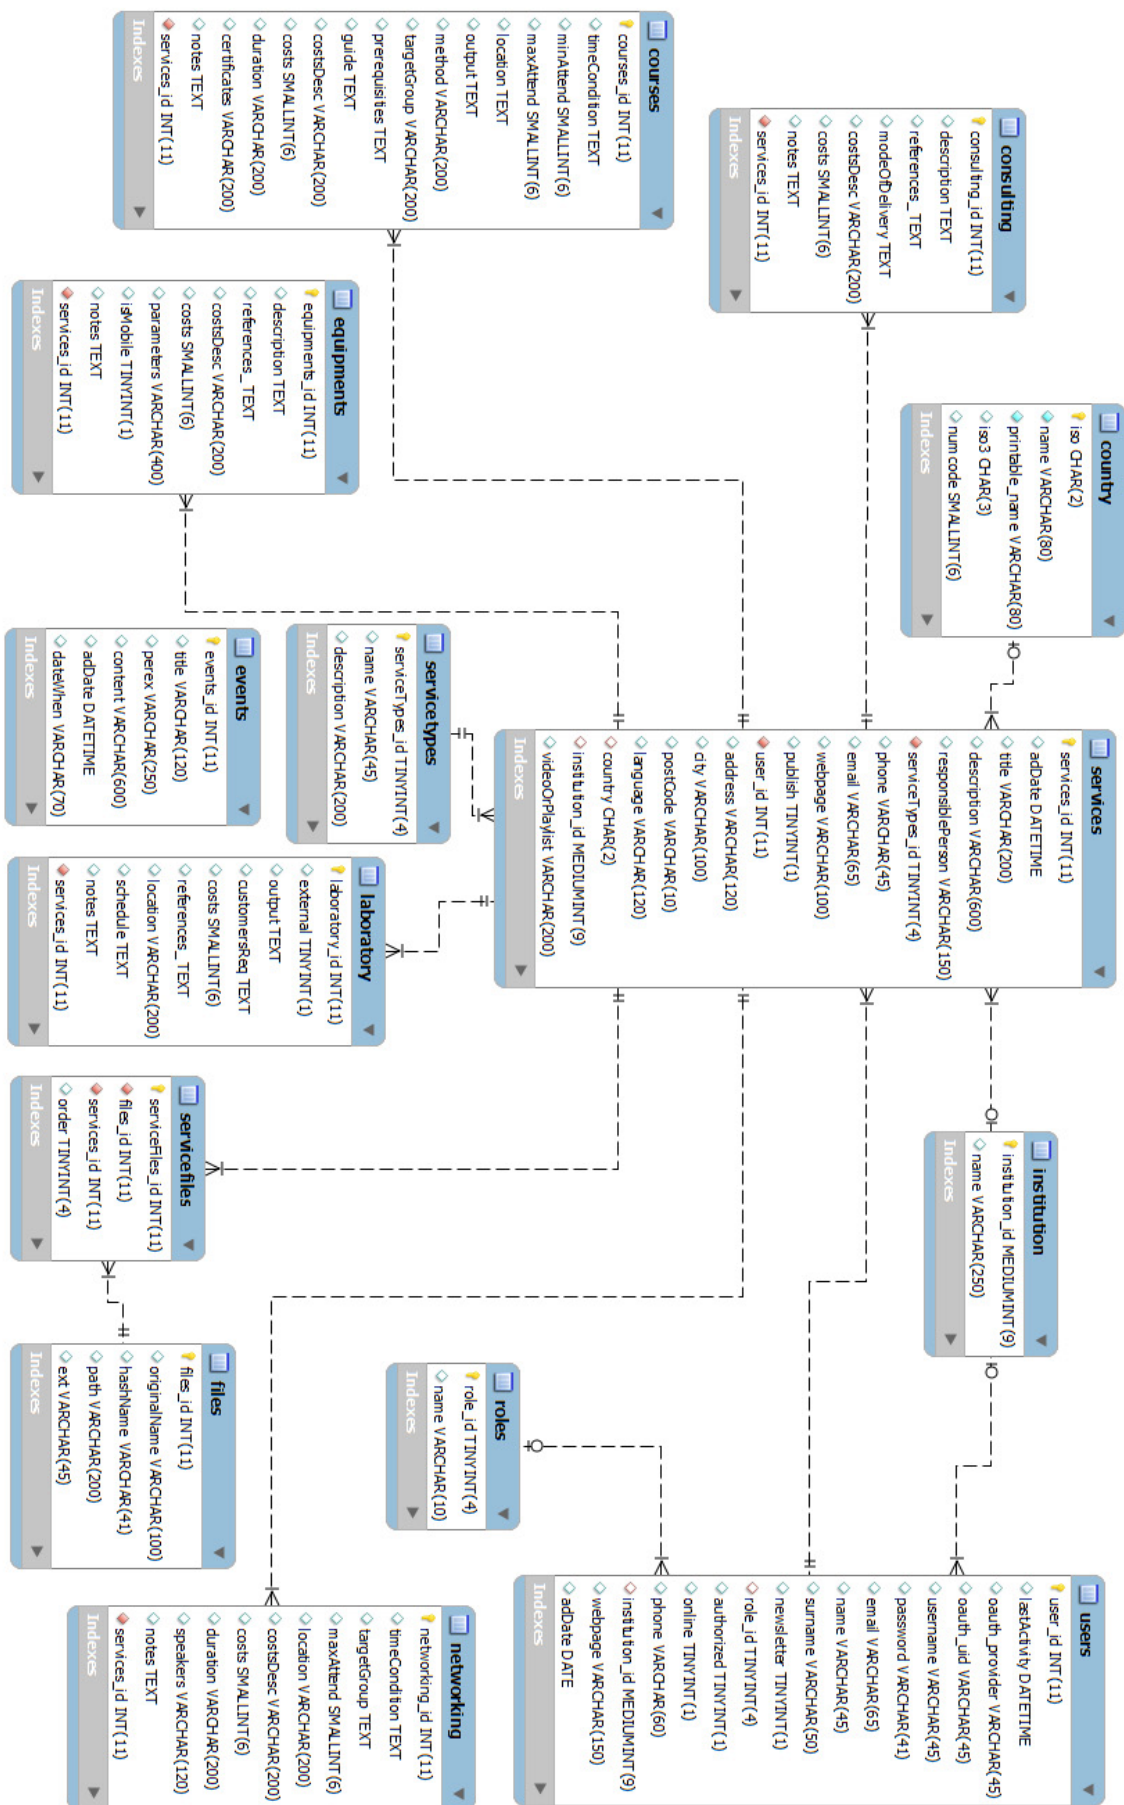 courses
courses_id INT(11)
timeCondition TEXT
minAttend SMALLINT(6)
maxAttend SMALLINT(6)
location TEXT
output TEXT
method VARCHAR(200)
targetGroup VARCHAR(200)
prerequisities TEXT
guide TEXT
costsDesc VARCHAR(200)
costs SMALLINT(6)
duration VARCHAR(200)
certificates VARCHAR(200)
notes TEXT
services_id INT(11)
Indexes
consulting
consulting_id INT(11)
description TEXT
references_ TEXT
modeOfDelivery TEXT
costsDesc VARCHAR(200)
costs SMALLINT(6)
notes TEXT
services_id INT(11)
Indexes
equipments
equipments_id INT(11)
description TEXT
references_ TEXT
costsDesc VARCHAR(200)
costs SMALLINT(6)
parameters VARCHAR(400)
isMobile TINYINT(1)
notes TEXT
services_id INT(11)
Indexes
country
iso CHAR(2)
name VARCHAR(80)
printable_name VARCHAR(80)
iso3 CHAR(3)
numcode SMALLINT(6)
Indexes
services
services_id INT(11)
adDate DATETIME
title VARCHAR(200)
description VARCHAR(600)
responsiblePerson VARCHAR(150)
serviceTypes_id TINYINT(4)
phone VARCHAR(45)
email VARCHAR(65)
webpage VARCHAR(100)
publish TINYINT(1)
user_id INT(11)
address VARCHAR(120)
city VARCHAR(100)
postCode VARCHAR(10)
language VARCHAR(120)
country CHAR(2)
institution_id MEDIUMINT(9)
videoOrPlaylist VARCHAR(200)
Indexes
servicetypes
serviceTypes_id TINYINT(4)
name VARCHAR(45)
description VARCHAR(200)
Indexes
events
events_id INT(11)
title VARCHAR(120)
perex VARCHAR(250)
content VARCHAR(600)
adDate DATETIME
dateWhen VARCHAR(70)
Indexes
laboratory
laboratory_id INT(11)
external TINYINT(1)
output TEXT
customersReq TEXT
costs SMALLINT(6)
references_ TEXT
location VARCHAR(200)
schedule TEXT
notes TEXT
services_id INT(11)
Indexes
servicefiles
serviceFiles_id INT(11)
files_id INT(11)
services_id INT(11)
order TINYINT(4)
Indexes
institution
institution_id MEDIUMINT(9)
name VARCHAR(250)
Indexes
files
files_id INT(11)
originalName VARCHAR(100)
hashName VARCHAR(41)
path VARCHAR(200)
ext VARCHAR(45)
Indexes
roles
role_id TINYINT(4)
name VARCHAR(10)
Indexes
users
user_id INT(11)
lastActivity DATETIME
oauth_provider VARCHAR(45)
oauth_uid VARCHAR(45)
username VARCHAR(45)
password VARCHAR(41)
email VARCHAR(65)
name VARCHAR(45)
surname VARCHAR(50)
newsletter TINYINT(1)
role_id TINYINT(4)
authorized TINYINT(1)
online TINYINT(1)
phone VARCHAR(60)
institution_id MEDIUMINT(9)
webpage VARCHAR(150)
adDate DATE
Indexes
networking
networking_id INT(11)
timeCondition TEXT
targetGroup TEXT
maxAttend SMALLINT(6)
location VARCHAR(200)
costsDesc VARCHAR(200)
costs SMALLINT(6)
duration VARCHAR(200)
speakers VARCHAR(120)
notes TEXT
services_id INT(11)
Indexes